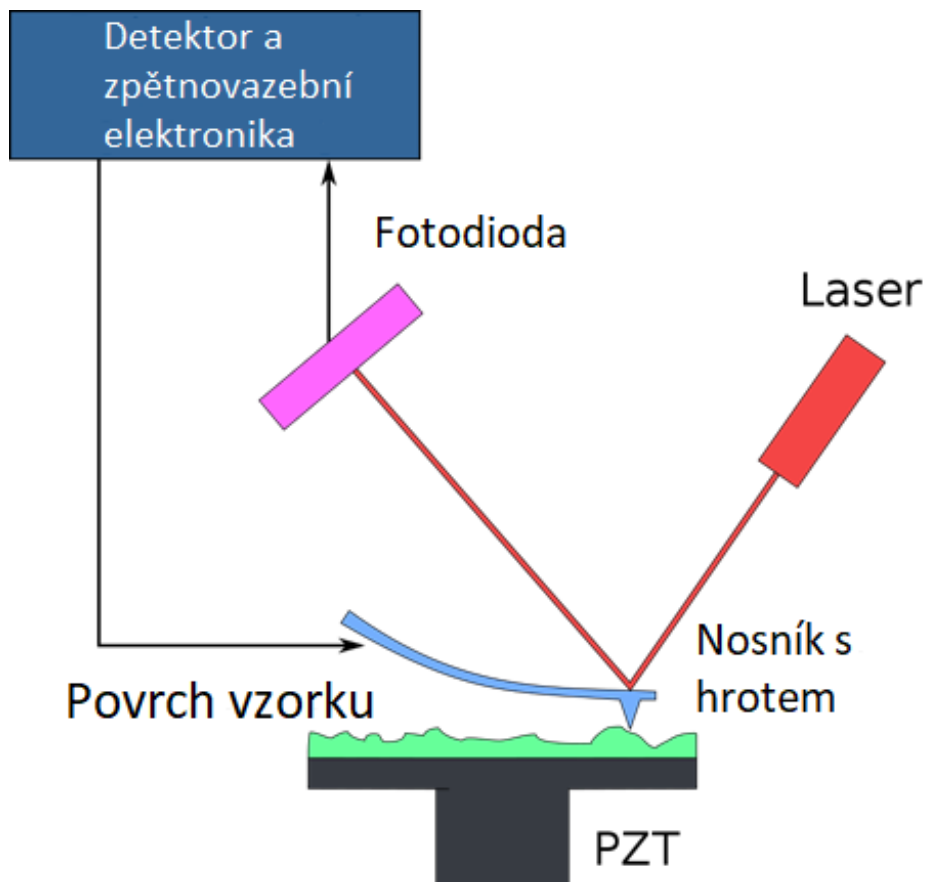 Detektor a
zpětnovazební
elektronika
Fotodioda
Laser
Nosník s
hrotem
Povrch vzorku
PZT